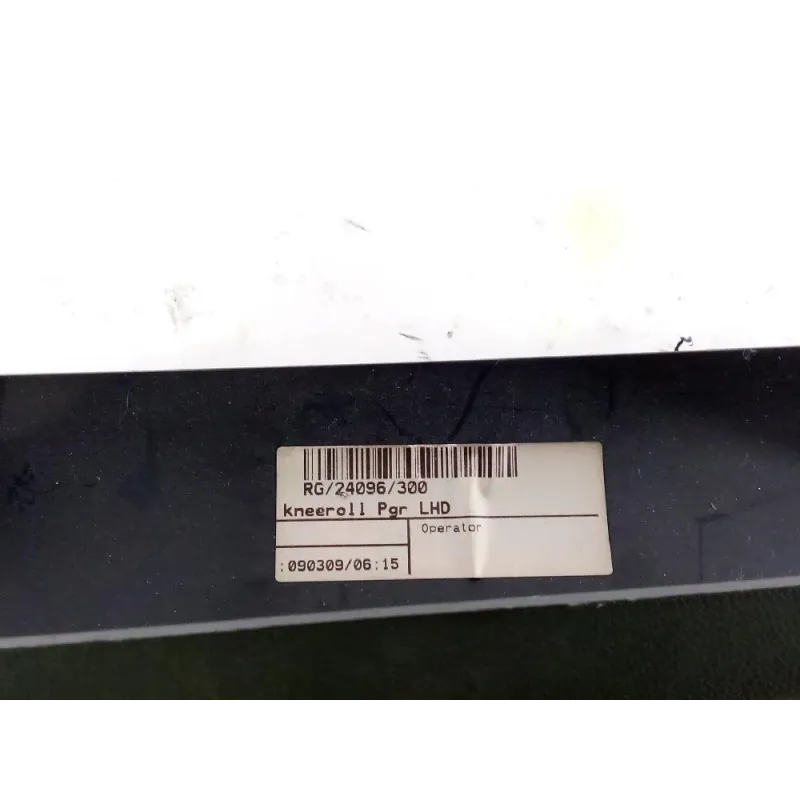 RG/24096/300
kneeroll Pgr LHD
Operator
:090309/06:15